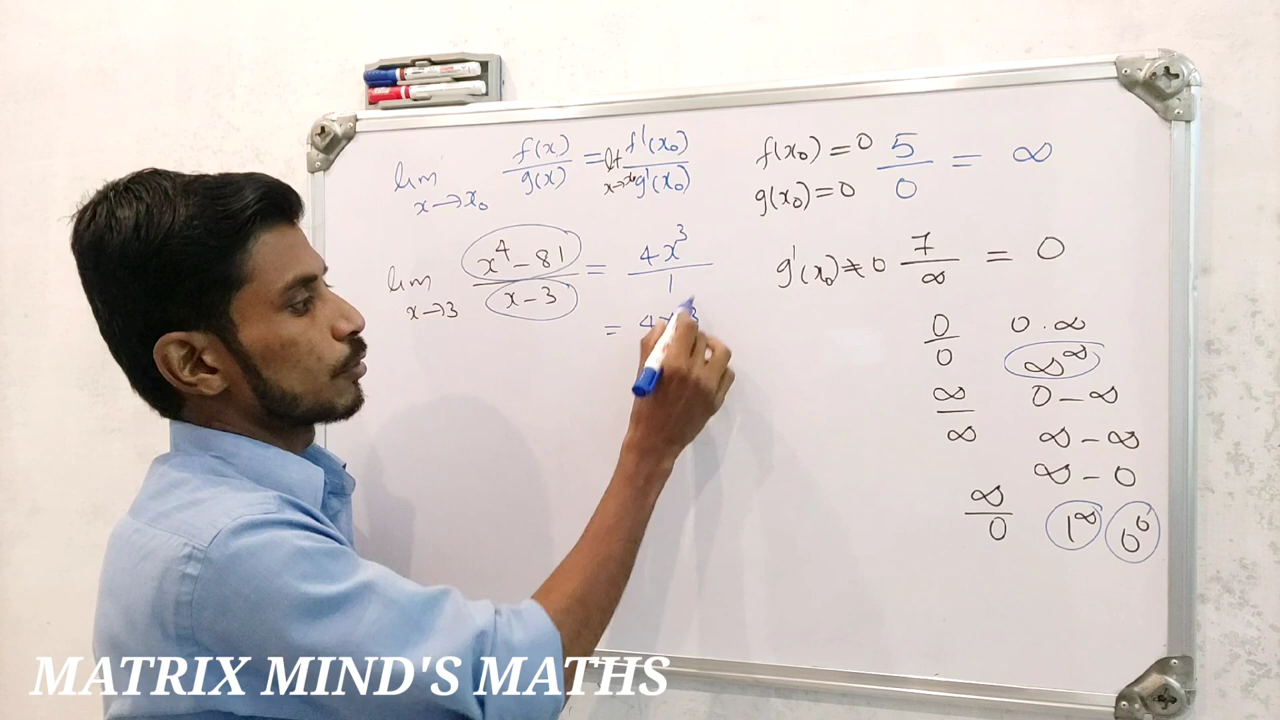 lim x→x₀ f(x)/g(x) = lt x→x₀ f'(x₀)/g'(x₀)
f(x₀) = 0
g(x₀) = 0
5/0 = ∞
lim x→3 x⁴ - 81/x - 3 = 4x³/1
=
g'(x₀) ≠ 0
7/∞ = 0
0/0 0.∞
∞^∞
∞/∞ 0 - ∞
∞ - ∞
∞ - 0
∞/0 1^∞ 0⁰
MATRIX MIND'S MATHS